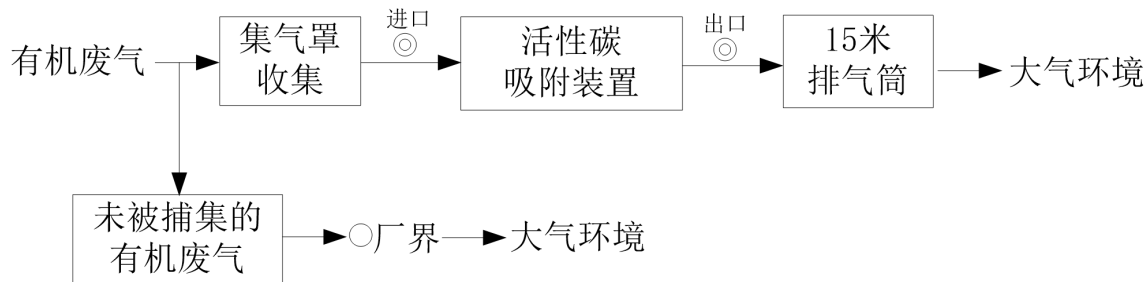 有机废气
集气罩
收集
进口
活性碳
吸附装置
出口
15米
排气筒
大气环境
未被捕集的
有机废气
厂界
大气环境